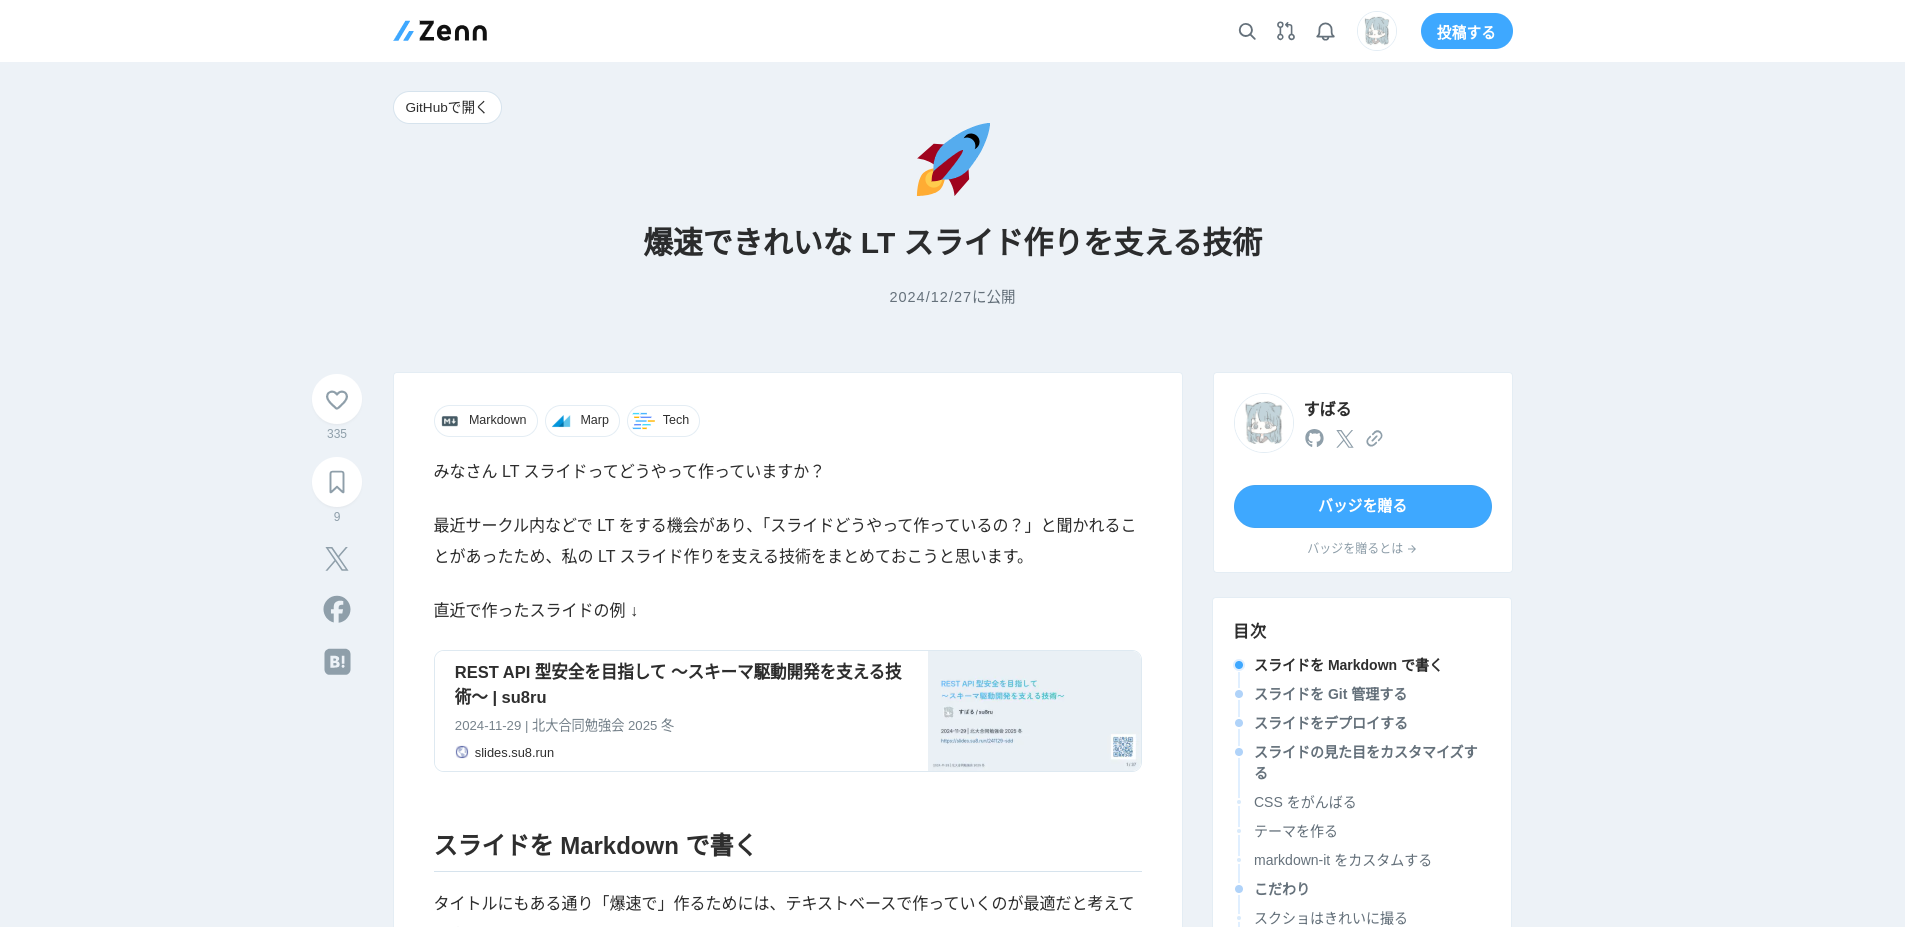 Zenn
投稿する
GitHubで開く
爆速できれいな LT スライド作りを支える技術
2024/12/27に公開
335
9
B!
Markdown
Marp
Tech
みなさん LT スライドってどうやって作っていますか？
最近サークル内などで LT をする機会があり、「スライドどうやって作っているの？」と聞かれるこ
とがあったため、私の LT スライド作りを支える技術をまとめておこうと思います。
直近で作ったスライドの例 ↓
REST API 型安全を目指して 〜スキーマ駆動開発を支える技
術〜 | su8ru
2024-11-29 | 北大合同勉強会 2025 冬
slides.su8.run
REST API 型安全を目指して
〜スキーマ駆動開発を支える技術〜
すばる / su8ru
2024-11-29 | 北大合同勉強会 2025 冬
スライドを Markdown で書く
タイトルにもある通り「爆速で」作るためには、テキストベースで作っていくのが最適だと考えて
すばる
バッジを贈る
バッジを贈るとは →
目次
スライドを Markdown で書く
スライドを Git 管理する
スライドをデプロイする
スライドの見た目をカスタマイズす
る
CSS をがんばる
テーマを作る
markdown-it をカスタムする
こだわり
スクショはきれいに撮る